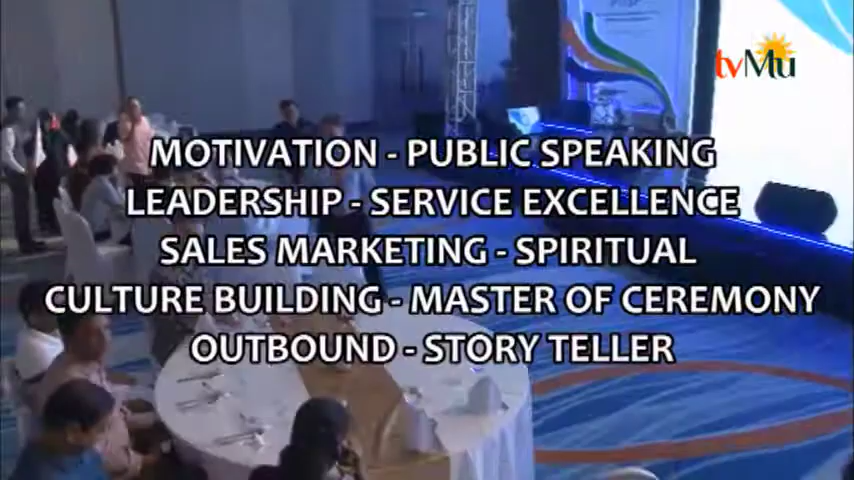 tvMu
MOTIVATION - PUBLIC SPEAKING
LEADERSHIP - SERVICE EXCELLENCE
SALES MARKETING - SPIRITUAL
CULTURE BUILDING - MASTER OF CEREMONY
OUTBOUND - STORY TELLER